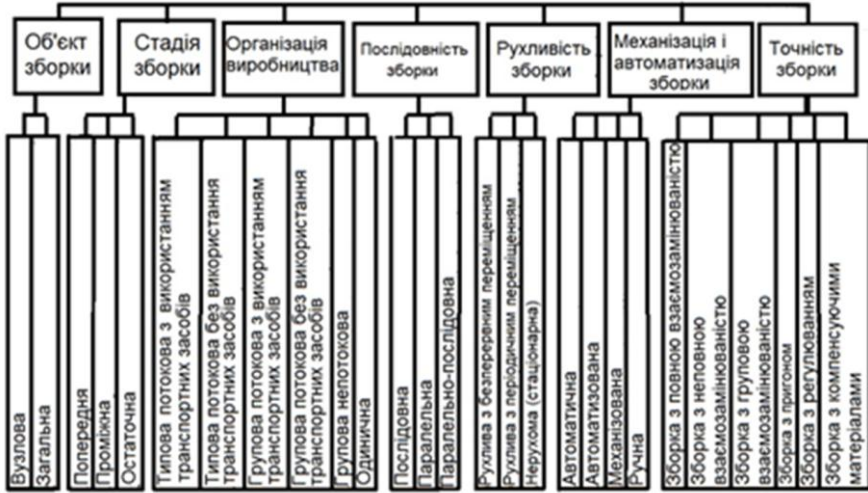 Об'єкт
зборки
Стадія
зборки
Організація
виробництва
Послідовність
зборки
Рухливість
зборки
Механізація і
автоматизація
зборки
Точність
зборки
Вузлова
Загальна
Попередня
Проміжна
Остаточна
Типова потокова з використанням
транспортних засобів
Типова потокова без використання
транспортних засобів
Групова потокова з використанням
транспортних засобів
Групова потокова без використання
транспортних засобів
Групова непотокова
Одинична
Послідовна
Паралельна
Паралельно-послідовна
Рухлива з безперервним переміщенням
Рухлива з періодичним переміщенням
Нерухома (стаціонарна)
Автоматична
Автоматизована
Механізована
Ручна
Зборка з повною взаємозамінюваністю
Зборка з неповною
взаємозамінюваністю
Зборка з груповою
взаємозамінюваністю
Зборка з пригоном
Зборка з регулюванням
Зборка з компенсуючими
матеріалами